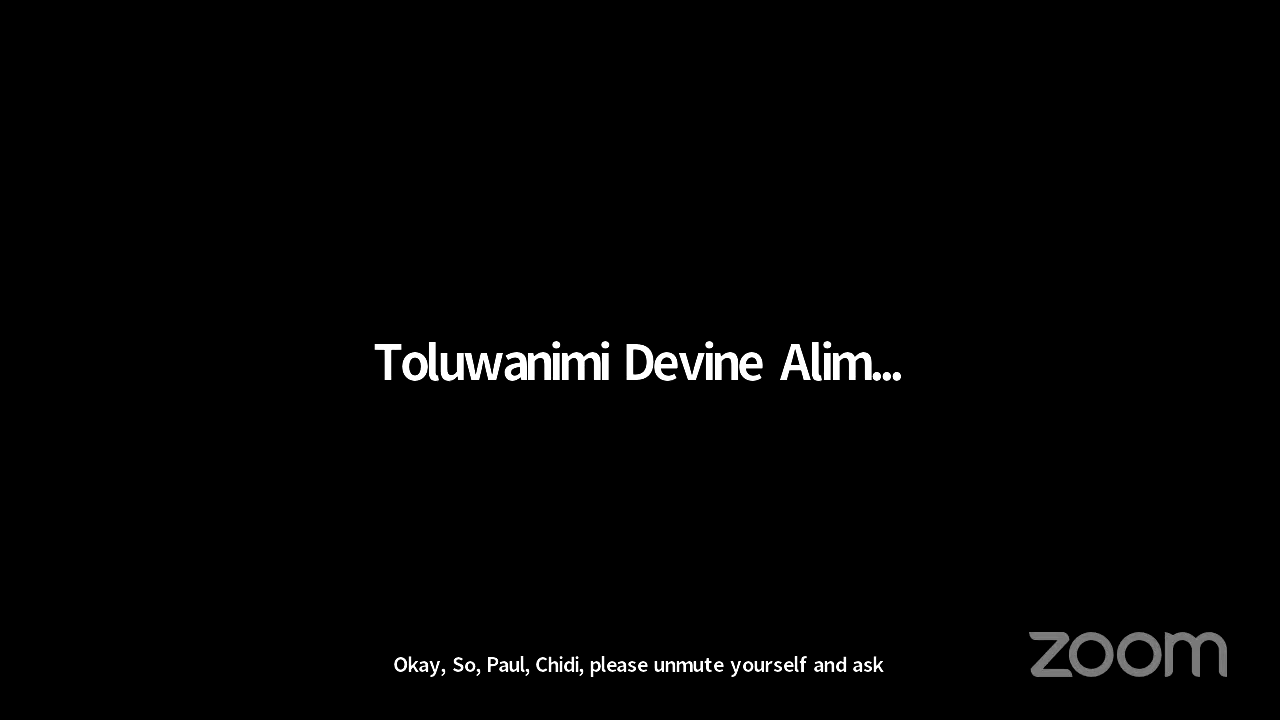 Toluwanimi Devine Alim...
Okay, So, Paul, Chidi, please unmute yourself and ask
zoom